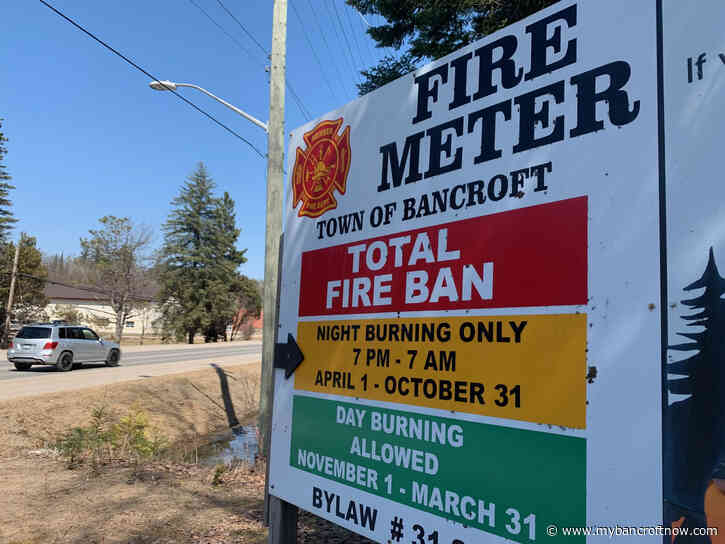 FIRE
METER
TOWN OF BANCROFT
TOTAL
FIRE BAN
NIGHT BURNING ONLY
7 PM - 7 AM
APRIL 1 - OCTOBER 31
DAY BURNING
ALLOWED
NOVEMBER 1 - MARCH 31
BYLAW #
If
www.mybancroftnow.com